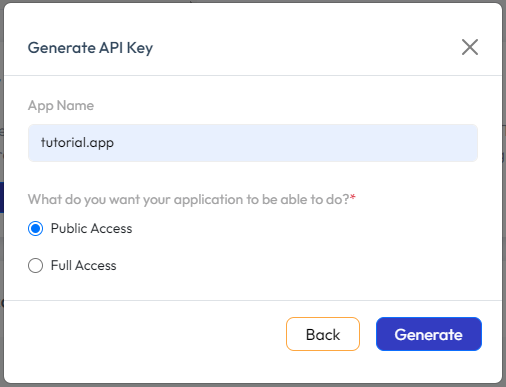 Generate API Key
App Name
tutorial.app
What do you want your application to be able to do?*
Public Access
Full Access
Back
Generate